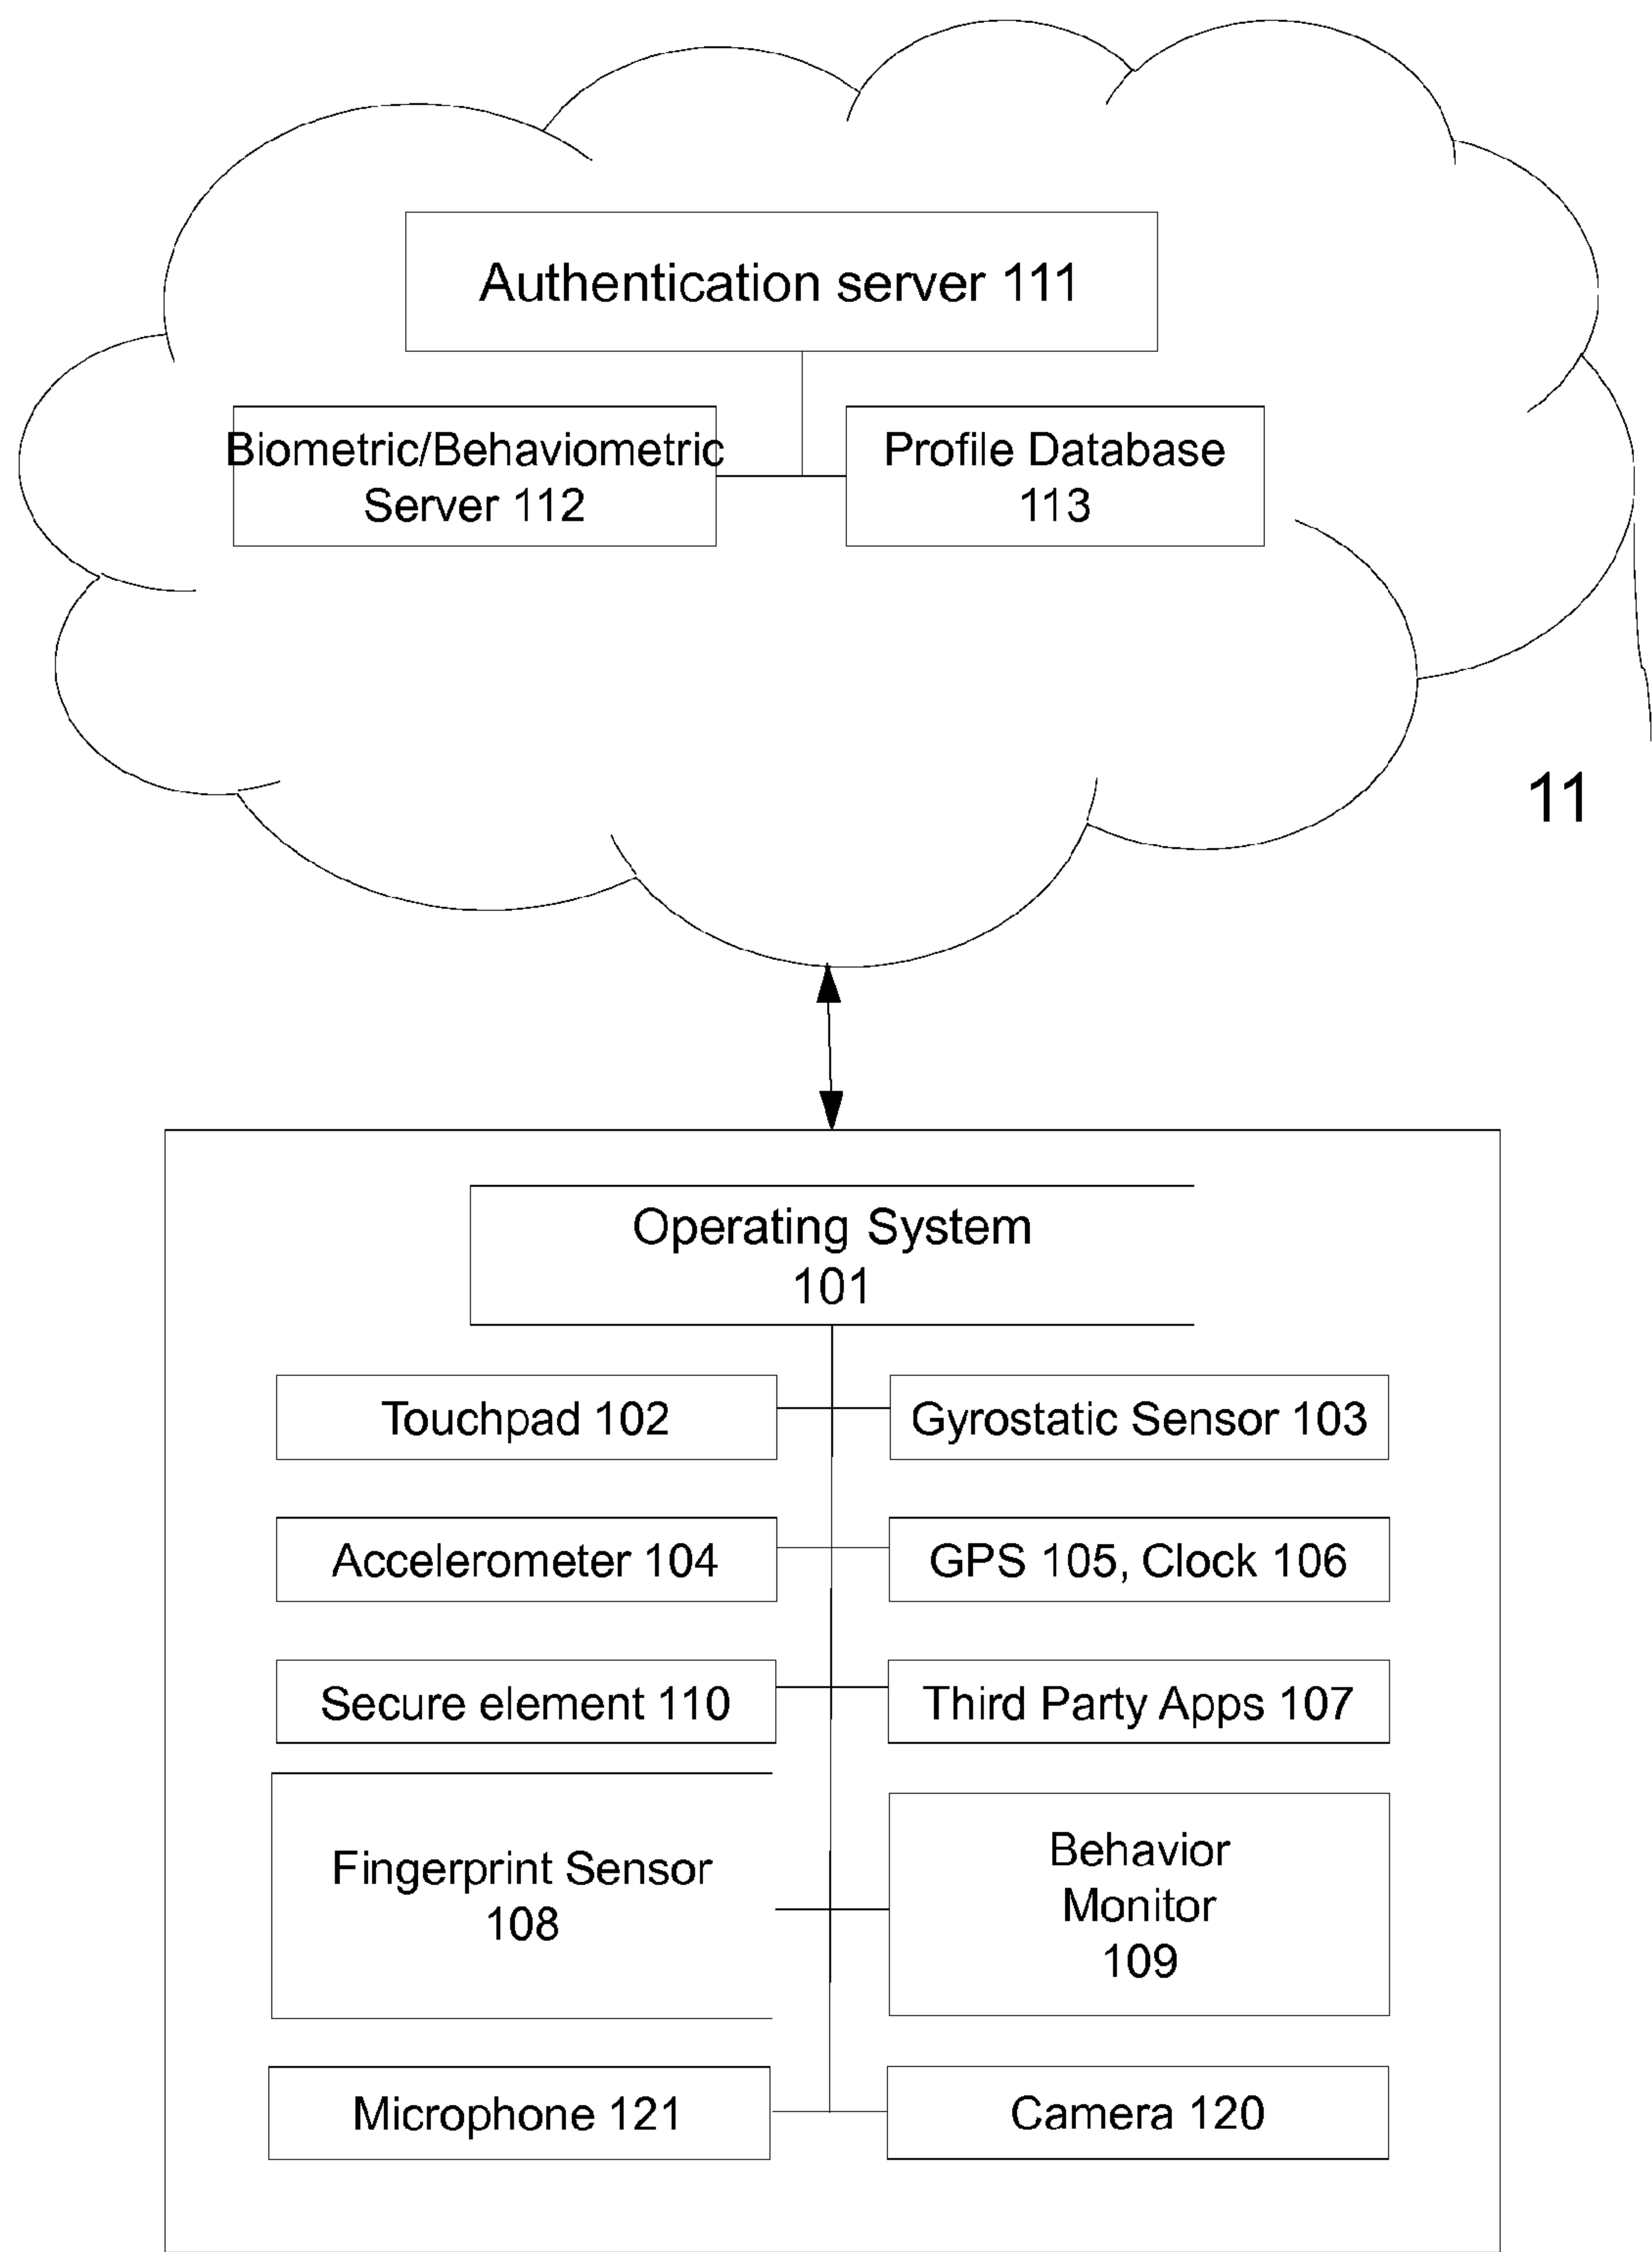 Authentication server 111
Biometric/Behaviometric
Server 112
Profile Database
113
11
Operating System
101
Touchpad 102
Gyrostatic Sensor 103
Accelerometer 104
GPS 105, Clock 106
Secure element 110
Third Party Apps 107
Fingerprint Sensor
108
Behavior
Monitor
109
Microphone 121
Camera 120